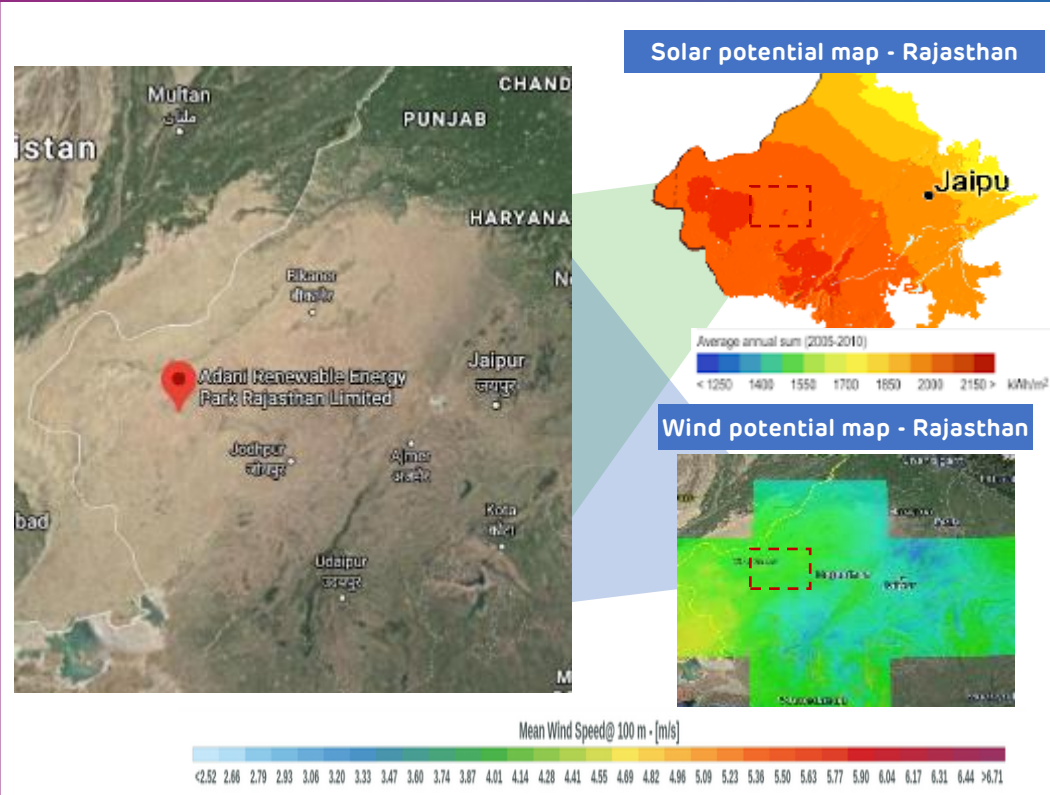 Solar potential map - Rajasthan
CHAND
Multan
ملتان
PUNJAB
istan
HARYANA
Bikaner
बीकानेर
Adani Renewable Energy
Park Rajasthan Limited
Jaipur
जयपुर
Jodhpur
जोधपुर
Ajmer
अजमेर
Kota
कोटा
bad
Udaipur
उदयपुर
M
Jaipu
Average annual sum (2005-2010)
< 1250 1400 1550 1700 1850 2000 2150 > kWh/m²
Wind potential map - Rajasthan
Mean Wind Speed@ 100 m - [m/s]
<2.52 2.66 2.79 2.93 3.06 3.20 3.33 3.47 3.60 3.74 3.87 4.01 4.14 4.28 4.41 4.55 4.69 4.82 4.96 5.09 5.23 5.36 5.50 5.63 5.77 5.90 6.04 6.17 6.31 6.44 >6.71